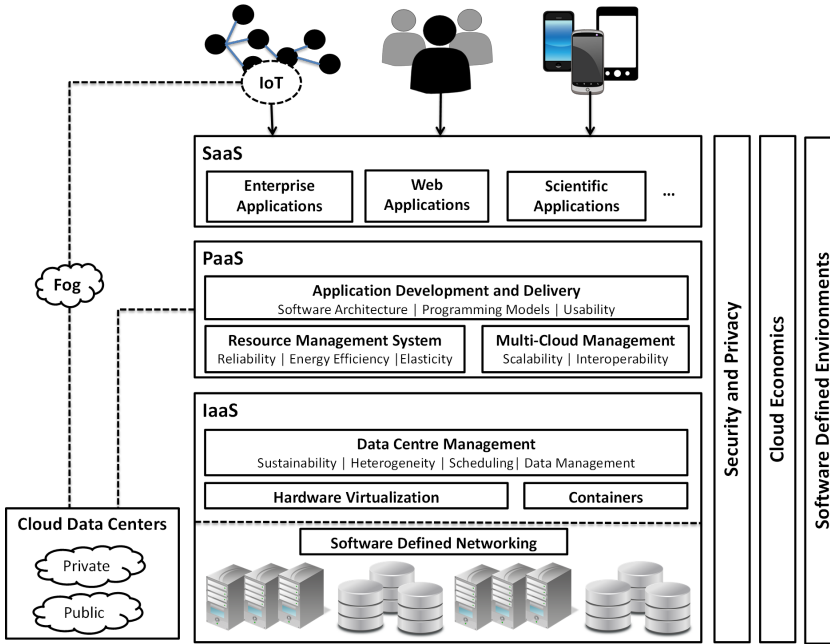 IoT
SaaS
Enterprise
Applications
Web
Applications
Scientific
Applications
...
PaaS
Application Development and Delivery
Software Architecture | Programming Models | Usability
Resource Management System
Reliability | Energy Efficiency |Elasticity
Multi-Cloud Management
Scalability | Interoperability
IaaS
Data Centre Management
Sustainability | Heterogeneity | Scheduling| Data Management
Hardware Virtualization
Containers
Software Defined Networking
Fog
Cloud Data Centers
Private
Public
Security and Privacy
Cloud Economics
Software Defined Environments